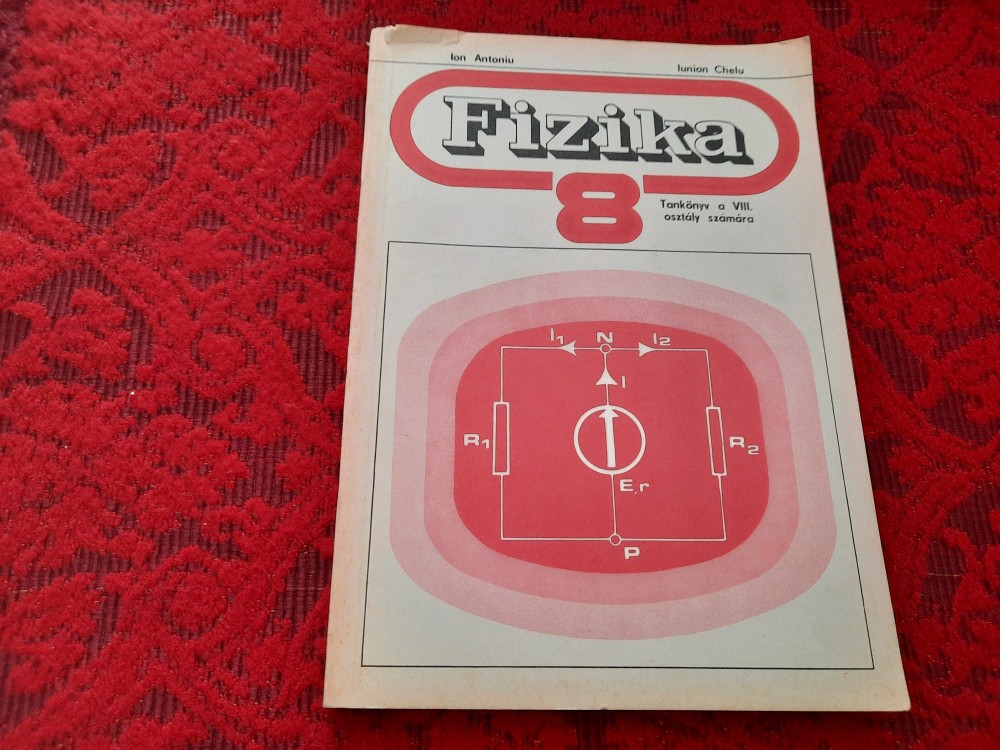 Ion Antoniu
Iunian Chelu
Fizika
8
Tankönyv a VIII.
osztály számára
I1 N I2
I
R1 R2
E,r
P